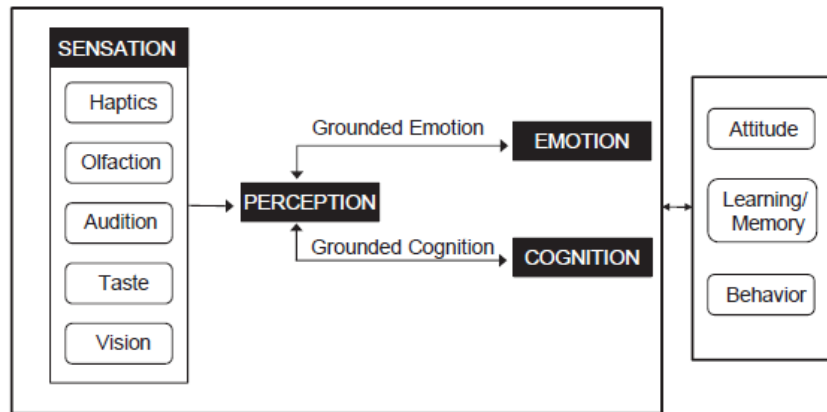 SENSATION
Haptics
Olfaction
Audition
Taste
Vision
PERCEPTION
Grounded Emotion
EMOTION
Grounded Cognition
COGNITION
Attitude
Learning/
Memory
Behavior